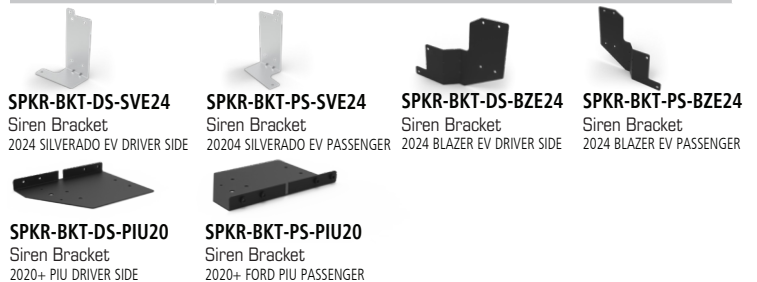 SPKR-BKT-DS-SVE24
Siren Bracket
2024 SILVERADO EV DRIVER SIDE
SPKR-BKT-PS-SVE24
Siren Bracket
20204 SILVERADO EV PASSENGER
SPKR-BKT-DS-BZE24
Siren Bracket
2024 BLAZER EV DRIVER SIDE
SPKR-BKT-PS-BZE24
Siren Bracket
2024 BLAZER EV PASSENGER
SPKR-BKT-DS-PIU20
Siren Bracket
2020+ PIU DRIVER SIDE
SPKR-BKT-PS-PIU20
Siren Bracket
2020+ FORD PIU PASSENGER